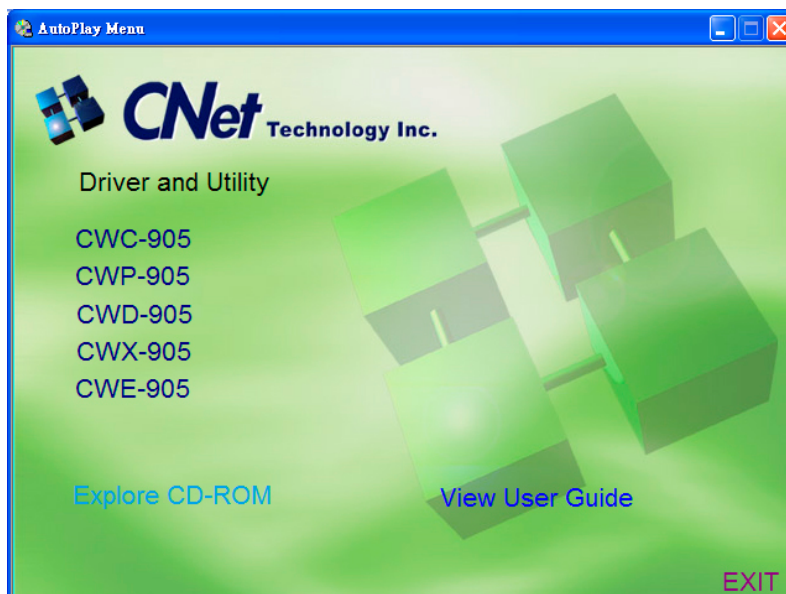 AutoPlay Menu
CNet Technology Inc.
Driver and Utility
CWC-905
CWP-905
CWD-905
CWX-905
CWE-905
Explore CD-ROM
View User Guide
EXIT